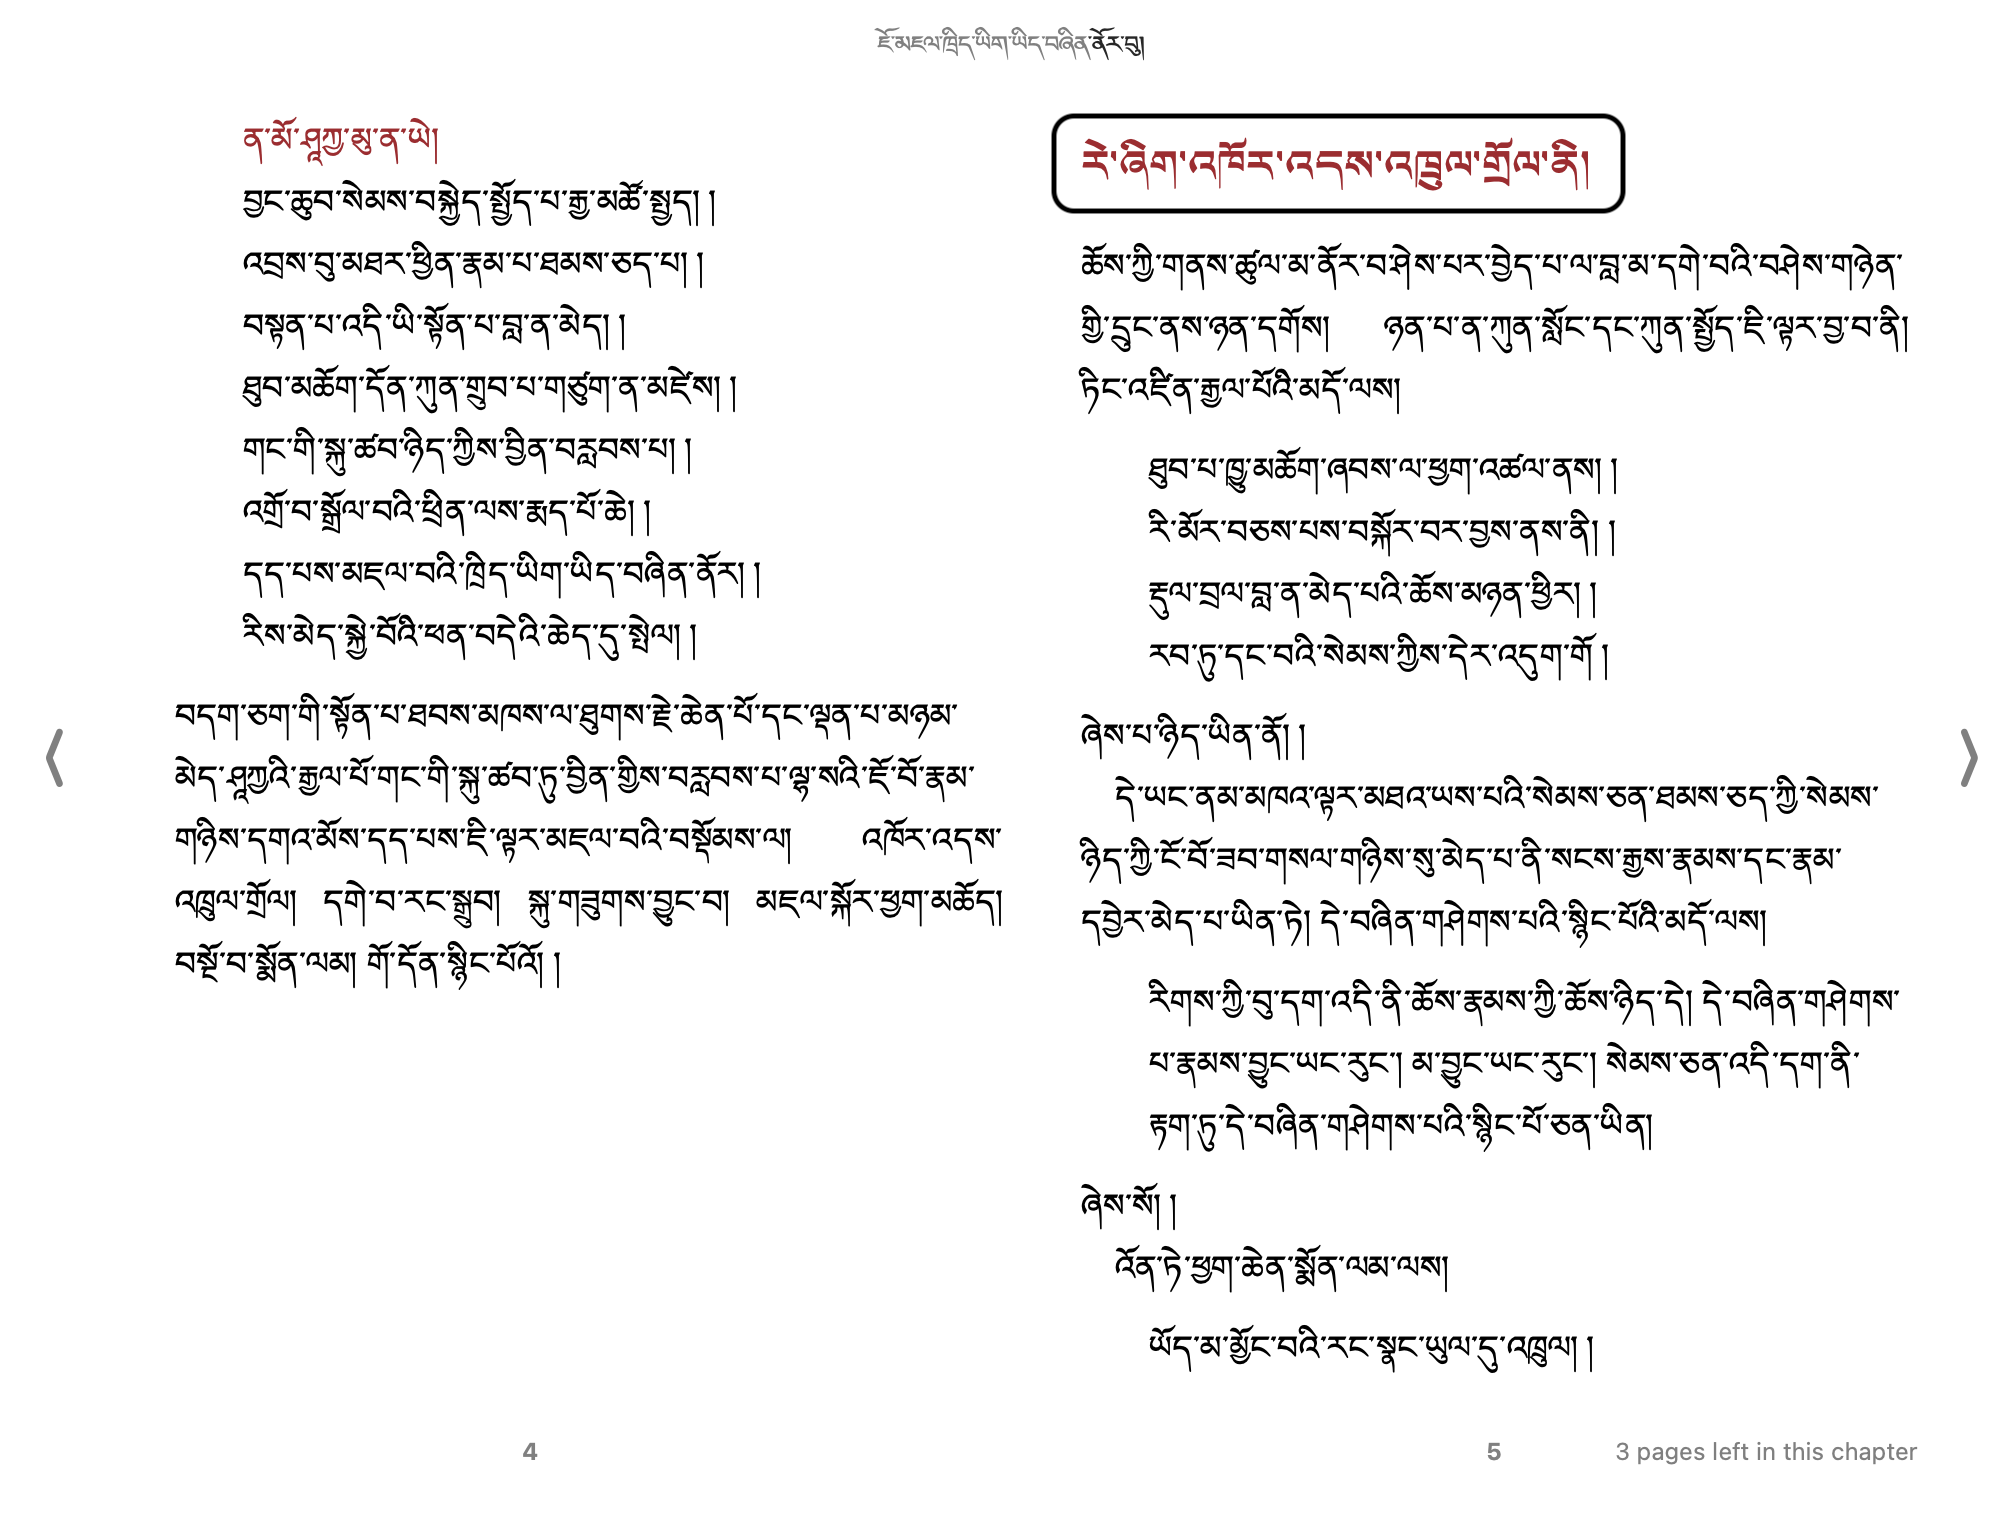 ཇོ་མཇལ་ཁྲིད་ཡིག་ཡིད་བཞིན་ནོར་བུ།
ན་མོ་ཤཱཀྱ་མུ་ན་ཡེ།
བྱང་ཆུབ་སེམས་བསྐྱེད་སྤྱོད་པ་རྒྱ་མཚོ་སྤྱད། །
འབྲས་བུ་མཐར་ཕྱིན་རྣམ་པ་ཐམས་ཅད་པ། །
བསྟན་པ་འདི་ཡི་སྟོན་པ་བླ་ན་མེད། །
ཐུབ་མཆོག་དོན་ཀུན་གྲུབ་པ་གཙུག་ན་མཛེས། །
གང་གི་སྐུ་ཚབ་ཉིད་ཀྱིས་བྱིན་བརླབས་པ། །
འགྲོ་བ་སྒྲོལ་བའི་ཕྲིན་ལས་རྨད་པོ་ཆེ། །
དད་པས་མཇལ་བའི་ཁྲིད་ཡིག་ཡིད་བཞིན་ནོར། །
རིས་མེད་སྐྱེ་བོའི་ཕན་བདེའི་ཆེད་དུ་སྤེལ། །
བདག་ཅག་གི་སྟོན་པ་ཐབས་མཁས་ལ་ཐུགས་རྗེ་ཆེན་པོ་དང་ལྡན་པ་མཉམ་
མེད་ཤཱཀྱའི་རྒྱལ་པོ་གང་གི་སྐུ་ཚབ་ཏུ་བྱིན་གྱིས་བརླབས་པ་ལྷ་སའི་ཇོ་བོ་རྣམ་
གཉིས་དགའ་མོས་དད་པས་ཇི་ལྟར་མཇལ་བའི་བསྡོམས་ལ། འཁོར་འདས་
འཁྲུལ་གྲོལ། དགེ་བ་རང་སྒྲུབ། སྐུ་གཟུགས་བྱུང་བ། མཇལ་སྐོར་ཕྱག་མཆོད།
བསྔོ་བ་སྨོན་ལམ། གོ་དོན་སྙིང་པོའོ། །
4
རེ་ཞིག་འཁོར་འདས་འཁྲུལ་གྲོལ་ནི།
ཆོས་ཀྱི་གནས་ཚུལ་མ་ནོར་བ་ཤེས་པར་བྱེད་པ་ལ་བླ་མ་དགེ་བའི་བཤེས་གཉེན་
གྱི་དྲུང་ནས་ཉན་དགོས། ཉན་པ་ན་ཀུན་སློང་དང་ཀུན་སྤྱོད་ཇི་ལྟར་བྱ་བ་ནི།
ཏིང་འཛིན་རྒྱལ་པོའི་མདོ་ལས།
ཐུབ་པ་ཁྱུ་མཆོག་ཞབས་ལ་ཕྱག་འཚལ་ནས། །
རི་མོར་བཅས་པས་བསྐོར་བར་བྱས་ནས་ནི། །
རྡུལ་བྲལ་བླ་ན་མེད་པའི་ཆོས་མཉན་ཕྱིར། །
རབ་ཏུ་དང་བའི་སེམས་ཀྱིས་དེར་འདུག་གོ །
ཞེས་པ་ཉིད་ཡིན་ནོ། །
དེ་ཡང་ནམ་མཁའ་ལྟར་མཐའ་ཡས་པའི་སེམས་ཅན་ཐམས་ཅད་ཀྱི་སེམས་
ཉིད་ཀྱི་ངོ་བོ་ཟབ་གསལ་གཉིས་སུ་མེད་པ་ནི་སངས་རྒྱས་རྣམས་དང་རྣམ་
དབྱེར་མེད་པ་ཡིན་ཏེ། དེ་བཞིན་གཤེགས་པའི་སྙིང་པོའི་མདོ་ལས།
རིགས་ཀྱི་བུ་དག་འདི་ནི་ཆོས་རྣམས་ཀྱི་ཆོས་ཉིད་དེ། དེ་བཞིན་གཤེགས་
པ་རྣམས་བྱུང་ཡང་རུང་། མ་བྱུང་ཡང་རུང་། སེམས་ཅན་འདི་དག་ནི་
རྟག་ཏུ་དེ་བཞིན་གཤེགས་པའི་སྙིང་པོ་ཅན་ཡིན།
ཞེས་སོ། །
འོན་ཏེ་ཕྱག་ཆེན་སྨོན་ལམ་ལས།
ཡོད་མ་མྱོང་བའི་རང་སྣང་ཡུལ་དུ་འཁྲུལ། །
5
3 pages left in this chapter